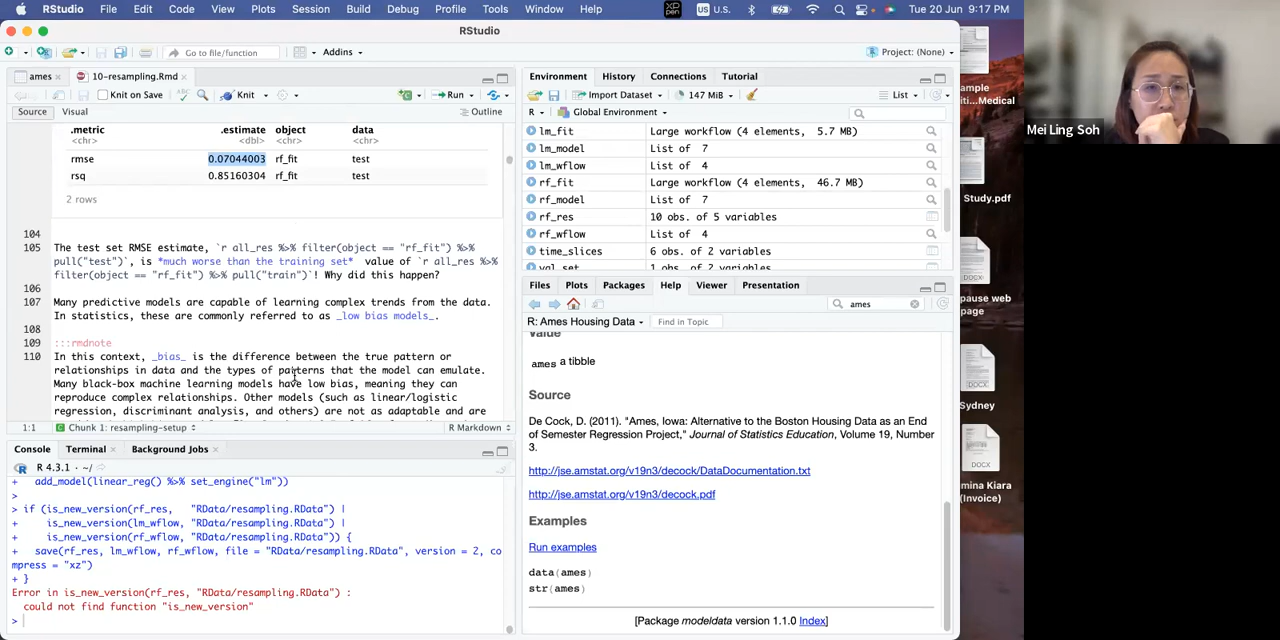 RStudio File Edit Code View Plots Session Build Debug Profile Tools Window Help
XP PEN U.S. Tue 20 Jun 9:17 PM
RStudio
Go to file/function Addins Project: (None)
ames 10-resampling.Rmd
Knit on Save Knit Run
Source Visual Outline
.metric .estimate object data
<chr> <dbl> <chr> <chr>
rmse 0.07044003 rf_fit test
rsq 0.85160304 rf_fit test
2 rows
104
105 The test set RMSE estimate, `r all_res %>% filter(object == "rf_fit") %>%
pull("test")`, is *much worse than the training set* value of `r all_res %>%
filter(object == "rf_fit") %>% pull("train")`! Why did this happen?
106
107 Many predictive models are capable of learning complex trends from the data.
In statistics, these are commonly referred to as _low bias models_.
108
109 :::rmdnote
110 In this context, _bias_ is the difference between the true pattern or
relationships in data and the types of patterns that the model can emulate.
Many black-box machine learning models have low bias, meaning they can
reproduce complex relationships. Other models (such as linear/logistic
regression, discriminant analysis, and others) are not as adaptable and are
1:1 Chunk 1: resampling-setup R Markdown
Console Terminal Background Jobs
R 4.3.1 · ~/
+ add_model(linear_reg() %>% set_engine("lm"))
>
> if (is_new_version(rf_res, "RData/resampling.RData") |
+ is_new_version(lm_wflow, "RData/resampling.RData") |
+ is_new_version(rf_wflow, "RData/resampling.RData")) {
+ save(rf_res, lm_wflow, rf_wflow, file = "RData/resampling.RData", version = 2, co
mpress = "xz")
+ }
Error in is_new_version(rf_res, "RData/resampling.RData") :
could not find function "is_new_version"
>
Environment History Connections Tutorial
Import Dataset 147 MiB List
R Global Environment
lm_fit Large workflow (4 elements, 5.7 MB)
lm_model List of 7
lm_wflow List of 4
rf_fit Large workflow (4 elements, 46.7 MB)
rf_model List of 7
rf_res 10 obs. of 5 variables
rf_wflow List of 4
time_slices 6 obs. of 2 variables
val_set 1 obs. of 2 variables
Files Plots Packages Help Viewer Presentation
ames
R: Ames Housing Data Find in Topic
Value
ames a tibble
Source
De Cock, D. (2011). "Ames, Iowa: Alternative to the Boston Housing Data as an End
of Semester Regression Project," Journal of Statistics Education, Volume 19, Number
3.
http://jse.amstat.org/v19n3/decock/DataDocumentation.txt
http://jse.amstat.org/v19n3/decock.pdf
Examples
Run examples
data(ames)
str(ames)
[Package modeldata version 1.1.0 Index]
ample
Medical
Study.pdf
pause web
page
DOCX
Sydney
DOCX
mina Kiara
(Invoice)
Mei Ling Soh